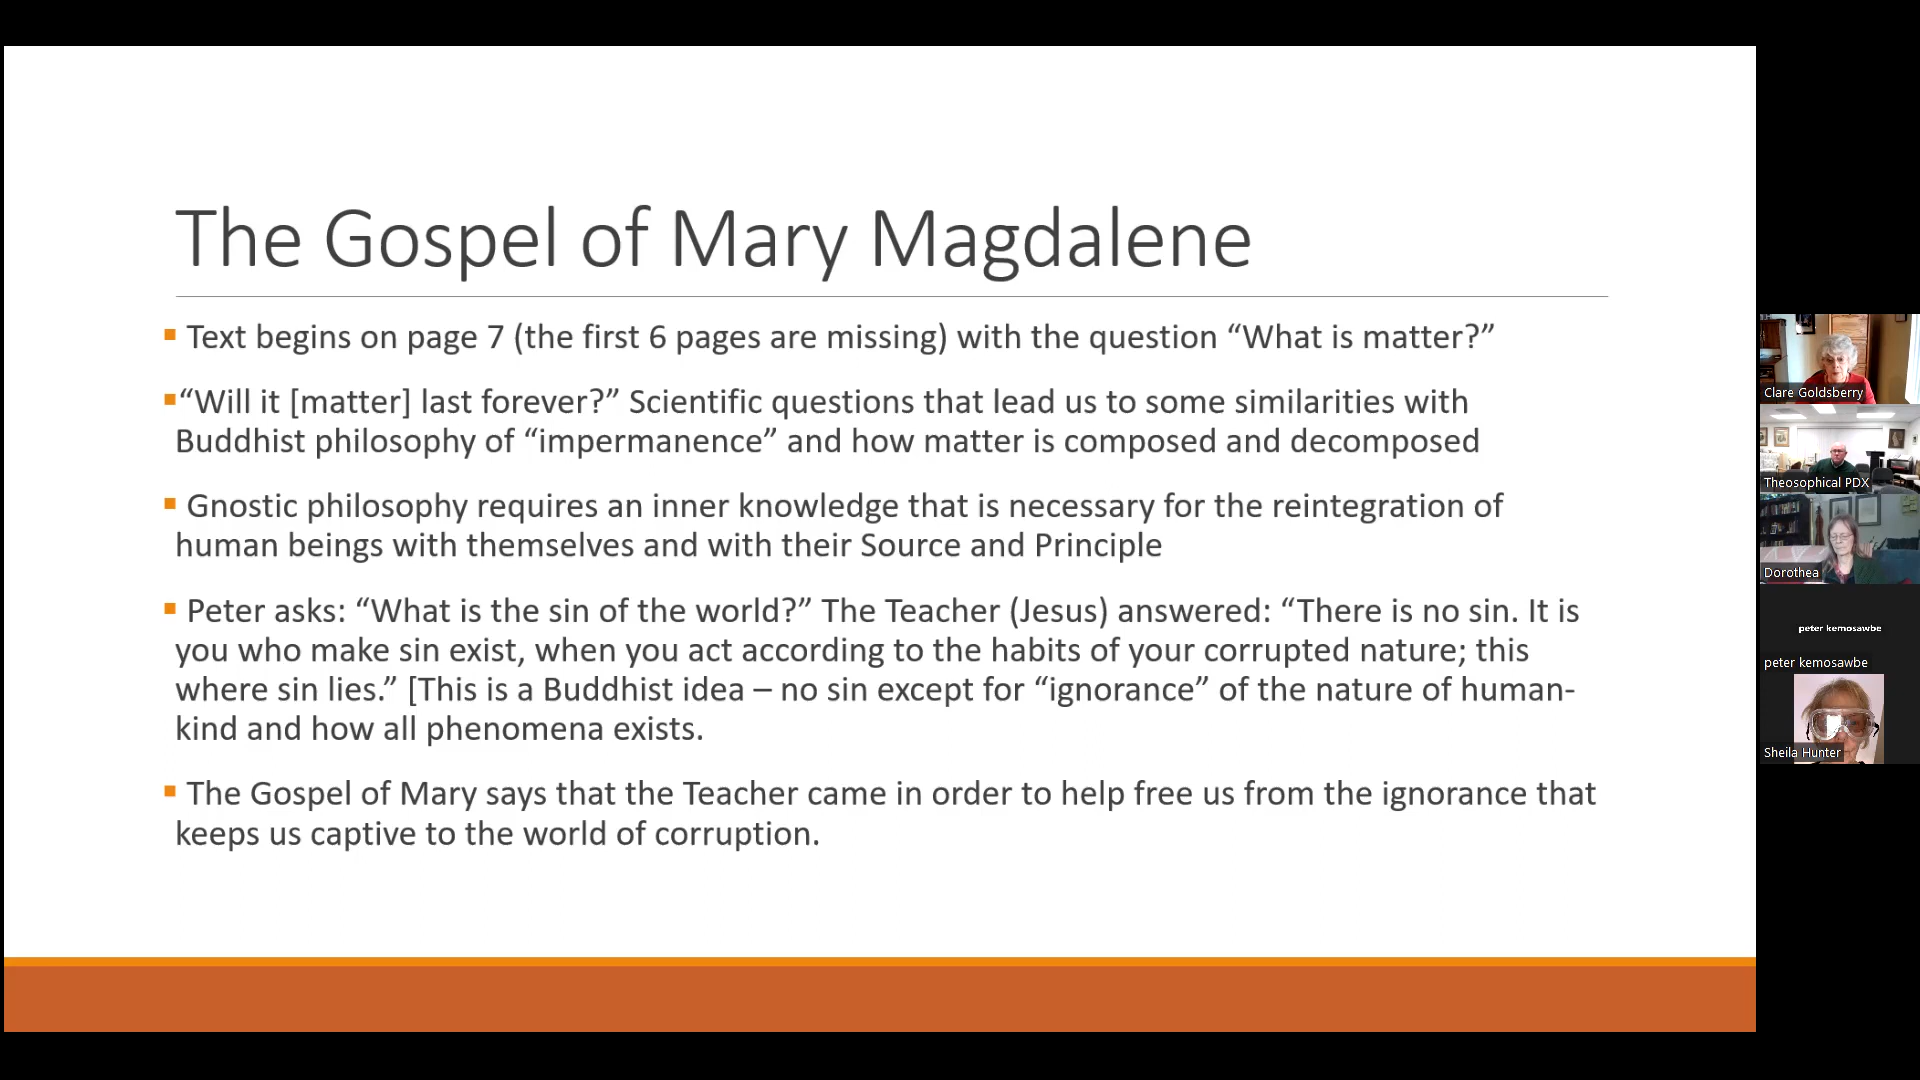 The Gospel of Mary Magdalene
Text begins on page 7 (the first 6 pages are missing) with the question “What is matter?”
“Will it [matter] last forever?” Scientific questions that lead us to some similarities with
Buddhist philosophy of “impermanence” and how matter is composed and decomposed
Gnostic philosophy requires an inner knowledge that is necessary for the reintegration of
human beings with themselves and with their Source and Principle
Peter asks: “What is the sin of the world?” The Teacher (Jesus) answered: “There is no sin. It is
you who make sin exist, when you act according to the habits of your corrupted nature; this
where sin lies.” [This is a Buddhist idea – no sin except for “ignorance” of the nature of human-
kind and how all phenomena exists.
The Gospel of Mary says that the Teacher came in order to help free us from the ignorance that
keeps us captive to the world of corruption.
Clare Goldsberry
Theosophical PDX
Dorothea
peter kemosawbe
peter kemosawbe
Sheila Hunter